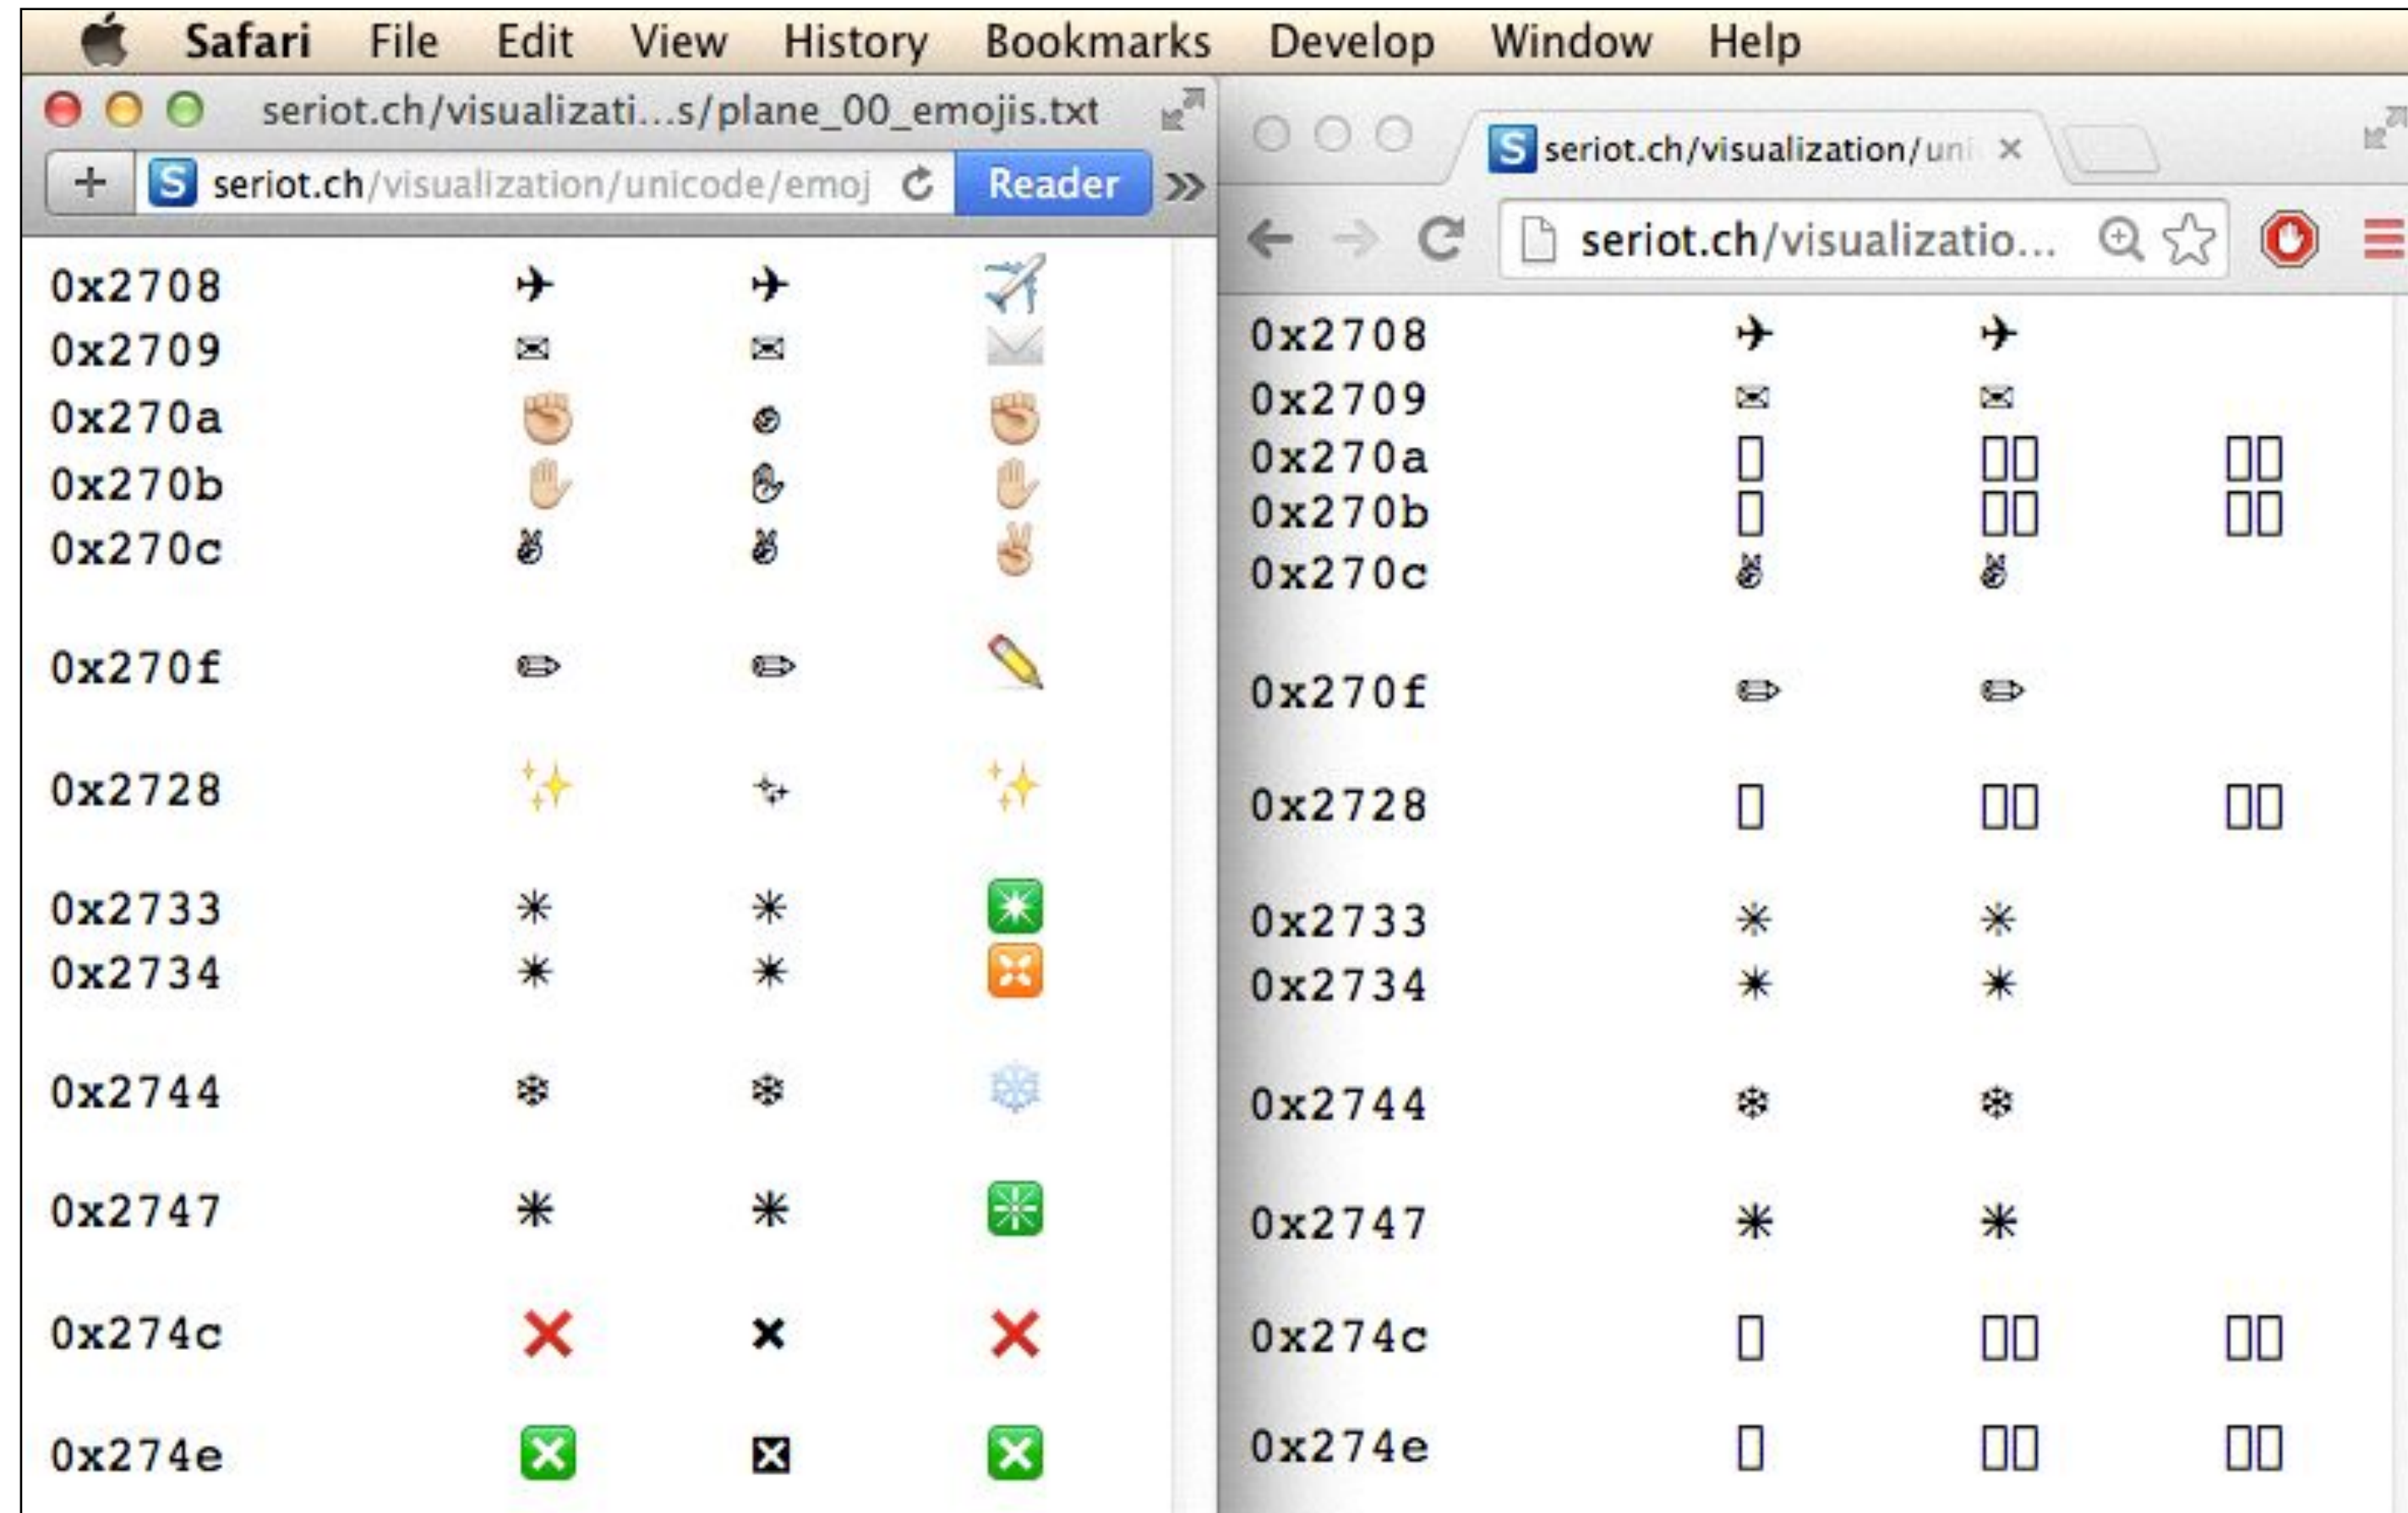 Safari File Edit View History Bookmarks Develop Window Help
seriot.ch/visualizati...s/plane_00_emojis.txt
+ S seriot.ch/visualization/unicode/emoj Reader »
0x2708 ✈︎ ✈︎ ✈️
0x2709 ✉︎ ✉︎ ✉️
0x270a ✊ ✊︎ ✊
0x270b ✋ ✋︎ ✋
0x270c ✌︎ ✌︎ ✌️
0x270f ✏︎ ✏︎ ✏️
0x2728 ✨ ✨︎ ✨
0x2733 ✳︎ ✳︎ ✳️
0x2734 ✴︎ ✴︎ ✴️
0x2744 ❄︎ ❄︎ ❄️
0x2747 ❇︎ ❇︎ ❇️
0x274c ❌ ❌︎ ❌
0x274e ❎ ❎︎ ❎
S seriot.ch/visualization/uni ×
seriot.ch/visualizatio...
0x2708 ✈︎ ✈︎
0x2709 ✉︎ ✉︎
0x270a ▯ ▯▯ ▯▯
0x270b ▯ ▯▯ ▯▯
0x270c ✌︎ ✌︎
0x270f ✏︎ ✏︎
0x2728 ▯ ▯▯ ▯▯
0x2733 ✳︎ ✳︎
0x2734 ✴︎ ✴︎
0x2744 ❄︎ ❄︎
0x2747 ❇︎ ❇︎
0x274c ▯ ▯▯ ▯▯
0x274e ▯ ▯▯ ▯▯